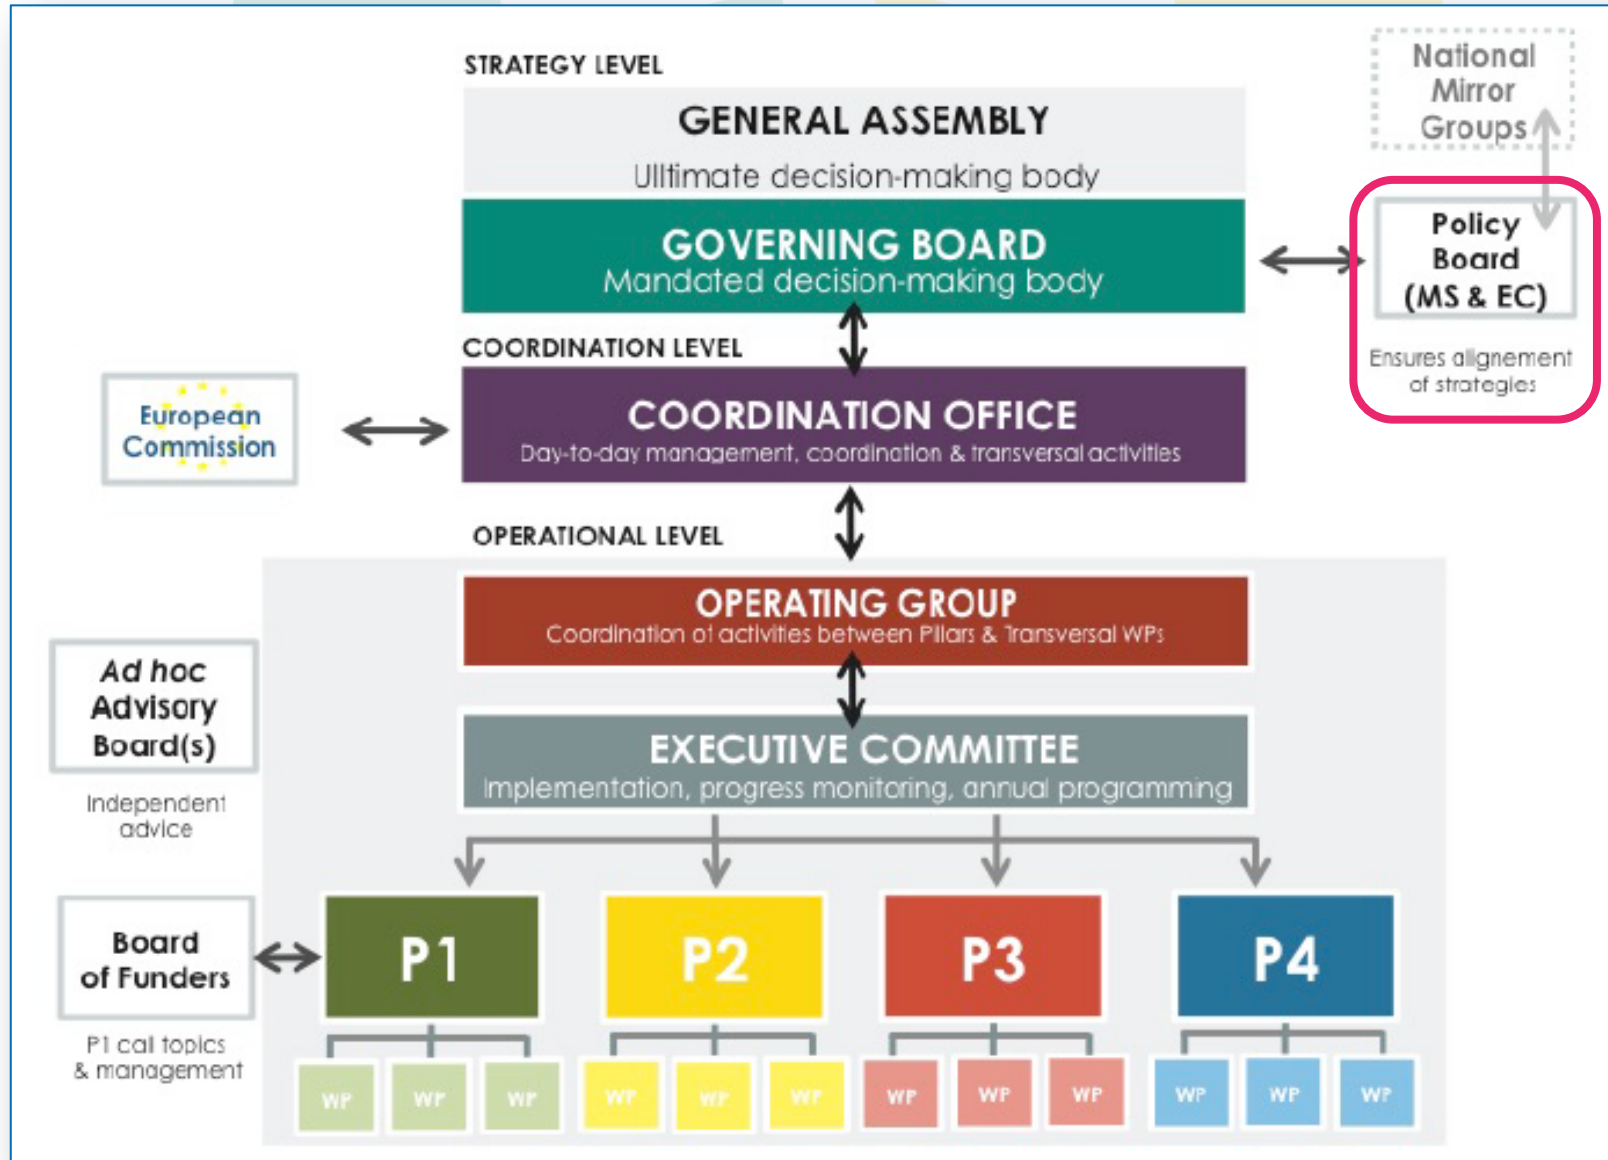 STRATEGY LEVEL
GENERAL ASSEMBLY
Ulltimate decision-making body
GOVERNING BOARD
Mandated decision-making body
National
Mirror
Groups
Policy
Board
(MS & EC)
Ensures alignement
of strategies
COORDINATION LEVEL
European
Commission
COORDINATION OFFICE
Day-to-day management, coordination & transversal activities
OPERATIONAL LEVEL
OPERATING GROUP
Coordination of activities between Pillars & Transversal WPs
Ad hoc
Advisory
Board(s)
Independent
advice
EXECUTIVE COMMITTEE
Implementation, progress monitoring, annual programming
Board
of Funders
P1 call topics
& management
P1
P2
P3
P4
WP
WP
WP
WP
WP
WP
WP
WP
WP
WP
WP
WP